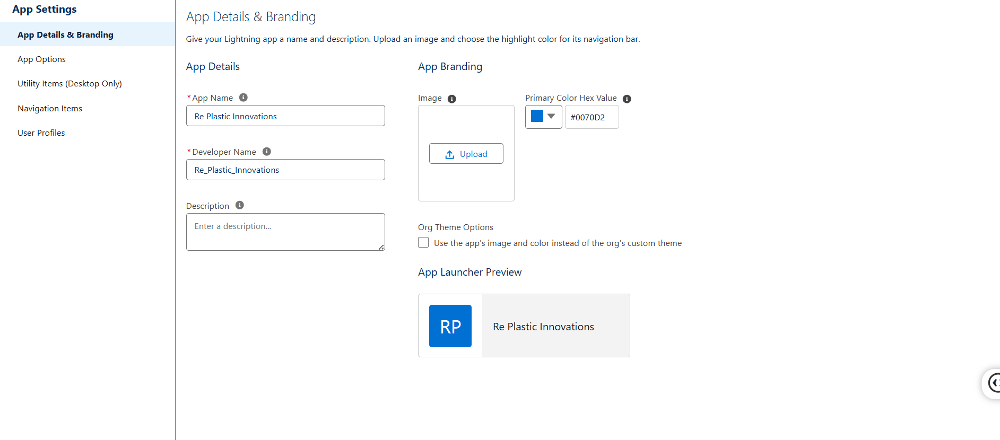 App Settings
App Details & Branding
App Options
Utility Items (Desktop Only)
Navigation Items
User Profiles
App Details & Branding
Give your Lightning app a name and description. Upload an image and choose the highlight color for its navigation bar.
App Details
* App Name
Re Plastic Innovations
* Developer Name
Re_Plastic_Innovations
Description
Enter a description...
App Branding
Image
Upload
Primary Color Hex Value
#0070D2
Org Theme Options
Use the app's image and color instead of the org's custom theme
App Launcher Preview
RP
Re Plastic Innovations